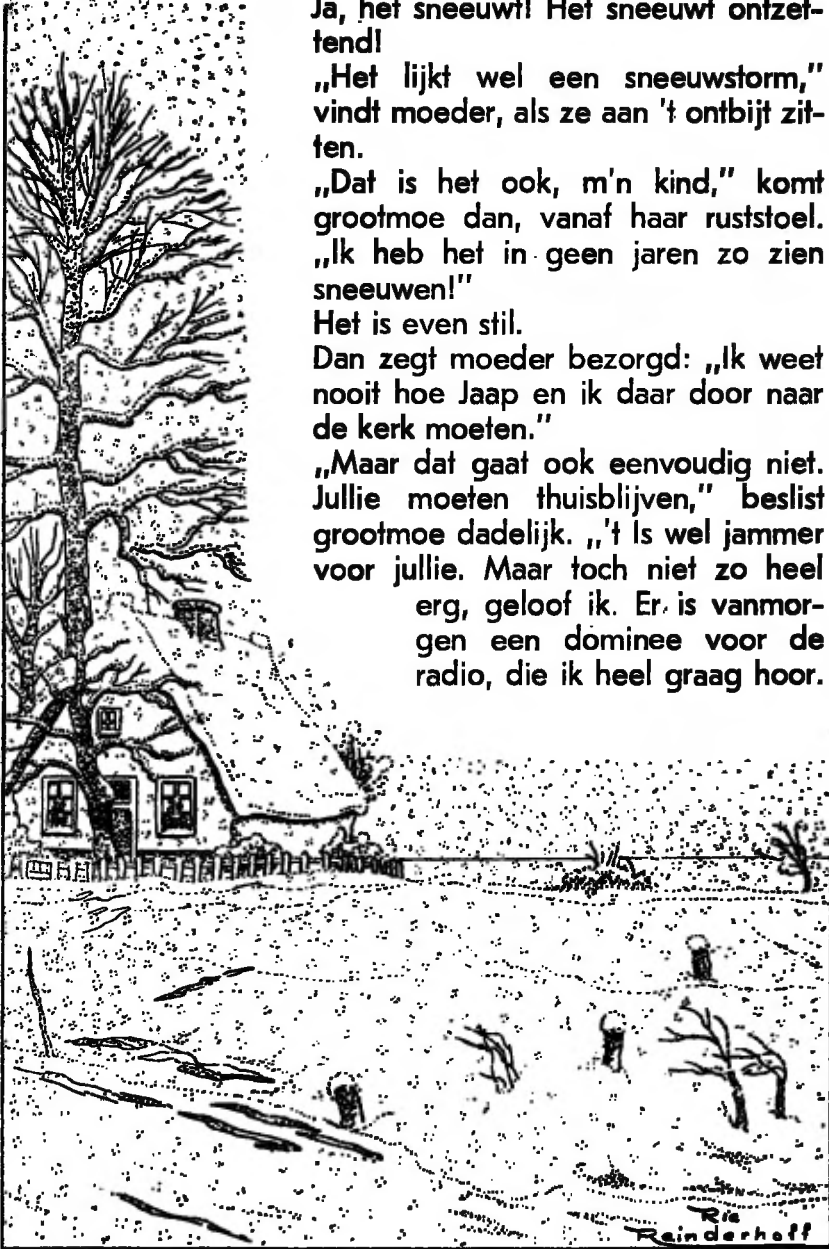 Ja, het sneeuwt! Het sneeuwt ontzet-
tend!
„Het lijkt wel een sneeuwstorm,”
vindt moeder, als ze aan 't ontbijt zit-
ten.
„Dat is het ook, m'n kind,” komt
grootmoe dan, vanaf haar ruststoel.
„Ik heb het in geen jaren zo zien
sneeuwen!”
Het is even stil.
Dan zegt moeder bezorgd: „Ik weet
nooit hoe Jaap en ik daar door naar
de kerk moeten.”
„Maar dat gaat ook eenvoudig niet.
Jullie moeten thuisblijven,” beslist
grootmoe dadelijk. „'t Is wel jammer
voor jullie. Maar toch niet zo heel
erg, geloof ik. Er is vanmor-
gen een dominee voor de
radio, die ik heel graag hoor.
Rie
Reinderhoff